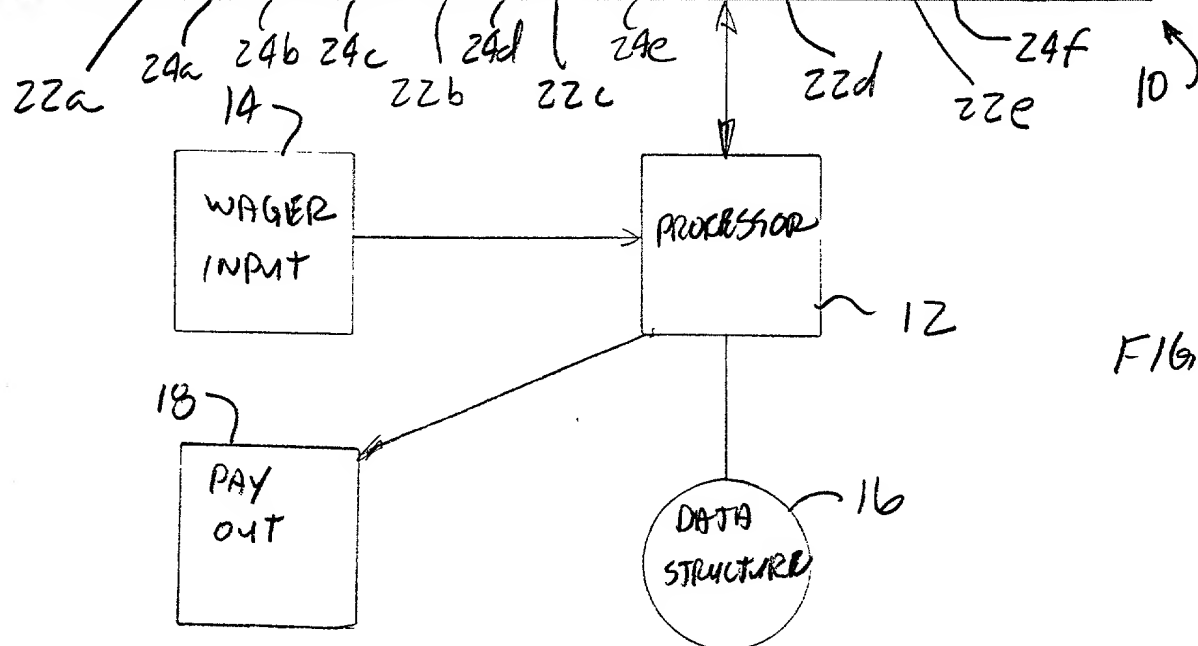 24a 24b 24c 24d 24e 24f
22a 22b 22c 22d 22e 10
14
WAGER
INPUT
PROCESSOR
12
FIG
18
PAY
OUT
16
DATA
STRUCTURE